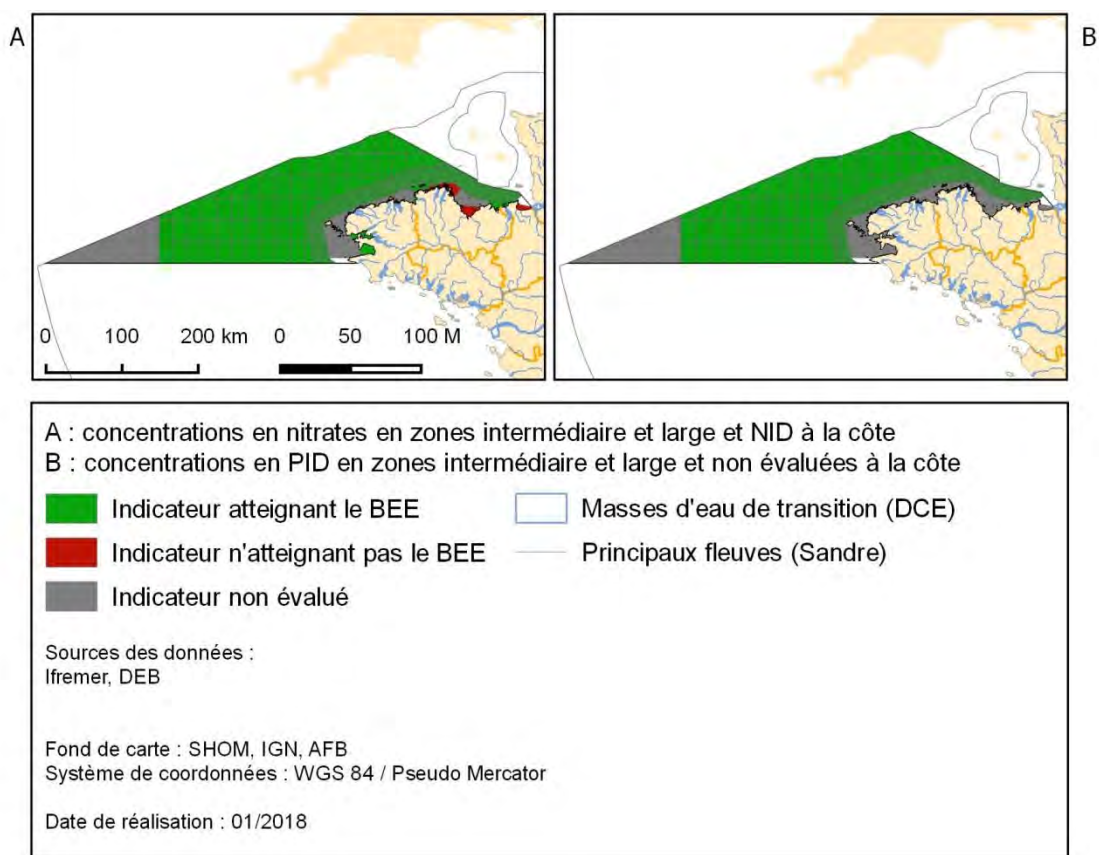 A
B
0 100 200 km 0 50 100 M
A : concentrations en nitrates en zones intermédiaire et large et NID à la côte
B : concentrations en PID en zones intermédiaire et large et non évaluées à la côte
Indicateur atteignant le BEE
Masses d'eau de transition (DCE)
Indicateur n'atteignant pas le BEE
Principaux fleuves (Sandre)
Indicateur non évalué
Sources des données :
Ifremer, DEB
Fond de carte : SHOM, IGN, AFB
Système de coordonnées : WGS 84 / Pseudo Mercator
Date de réalisation : 01/2018